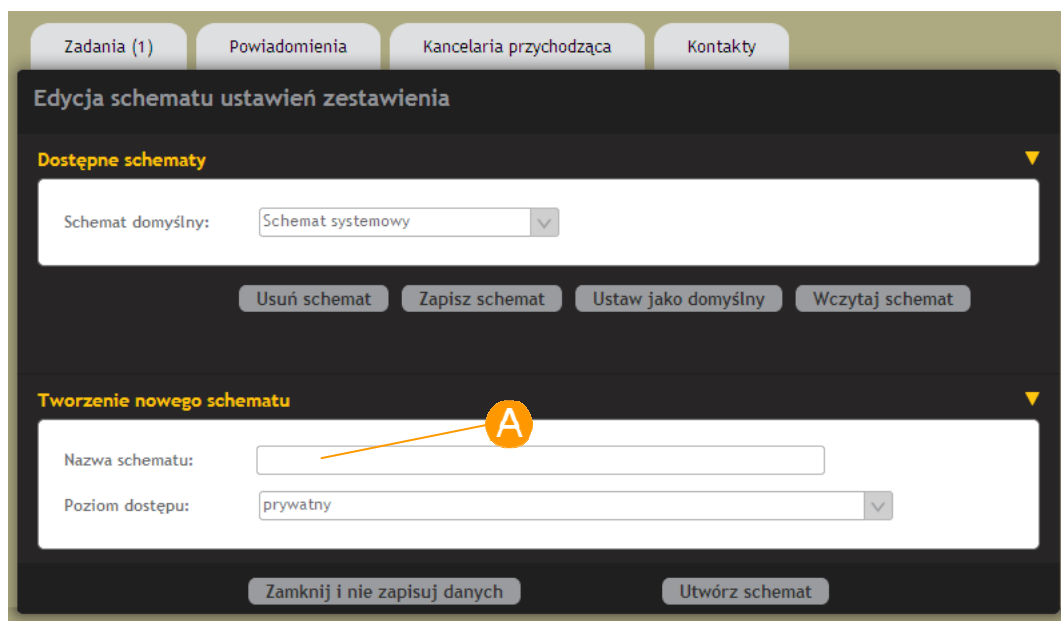 Zadania (1) Powiadomienia Kancelaria przychodząca Kontakty
Edycja schematu ustawień zestawienia
Dostępne schematy
Schemat domyślny: Schemat systemowy
Usuń schemat Zapisz schemat Ustaw jako domyślny Wczytaj schemat
Tworzenie nowego schematu
A
Nazwa schematu:
Poziom dostępu: prywatny
Zamknij i nie zapisuj danych Utwórz schemat